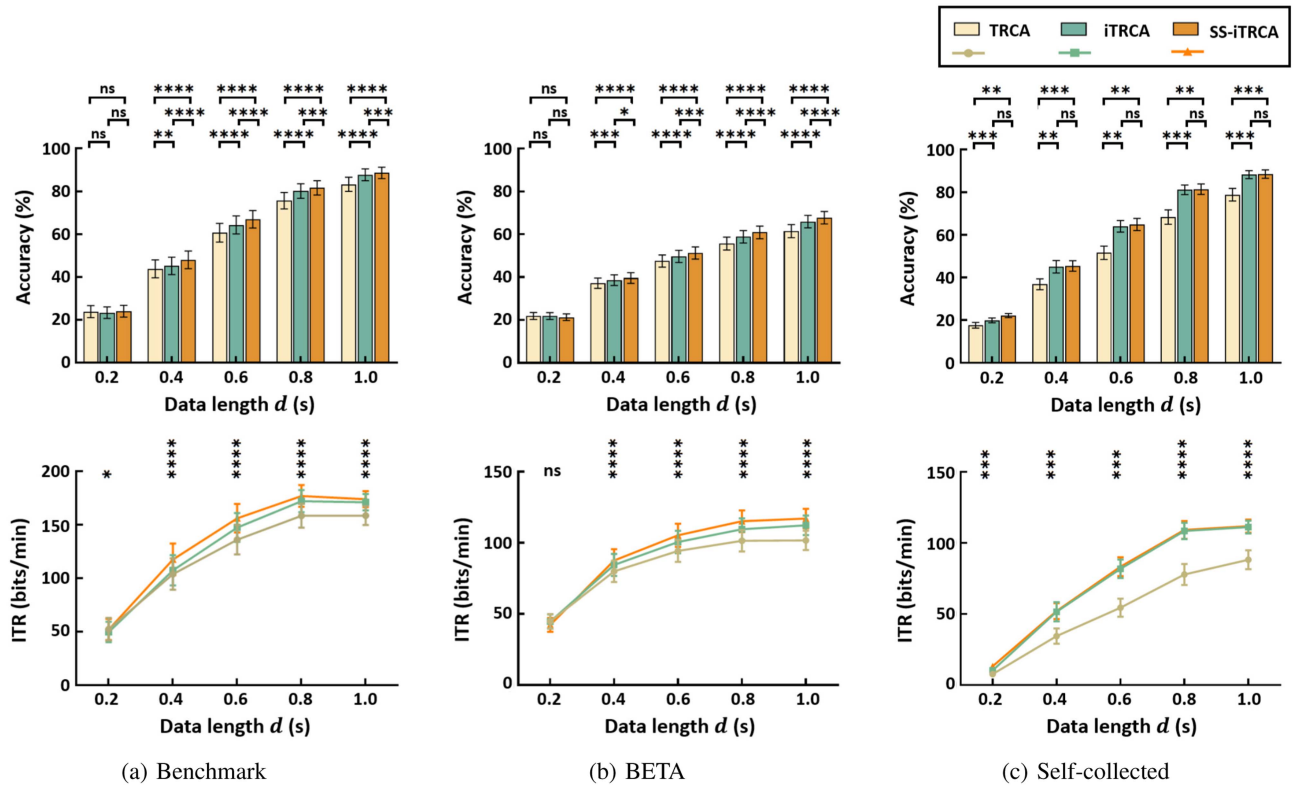 TRCA iTRCA SS-iTRCA
ns **** **** **** ****
ns **** **** *** ***
ns ** **** **** ****
Accuracy (%)
100
80
60
40
20
0
0.2 0.4 0.6 0.8 1.0
Data length d (s)
ns **** **** **** ****
ns * *** **** ****
ns *** **** **** ****
Accuracy (%)
100
80
60
40
20
0
0.2 0.4 0.6 0.8 1.0
Data length d (s)
** *** ** ** ***
ns ns ns ns ns
*** ** ** *** ***
Accuracy (%)
100
80
60
40
20
0
0.2 0.4 0.6 0.8 1.0
Data length d (s)
* **** **** **** ****
ITR (bits/min)
200
150
100
50
0
0.2 0.4 0.6 0.8 1.0
Data length d (s)
ns **** **** **** ****
ITR (bits/min)
150
100
50
0
0.2 0.4 0.6 0.8 1.0
Data length d (s)
*** *** *** **** ****
ITR (bits/min)
150
100
50
0
0.2 0.4 0.6 0.8 1.0
Data length d (s)
(a) Benchmark
(b) BETA
(c) Self-collected